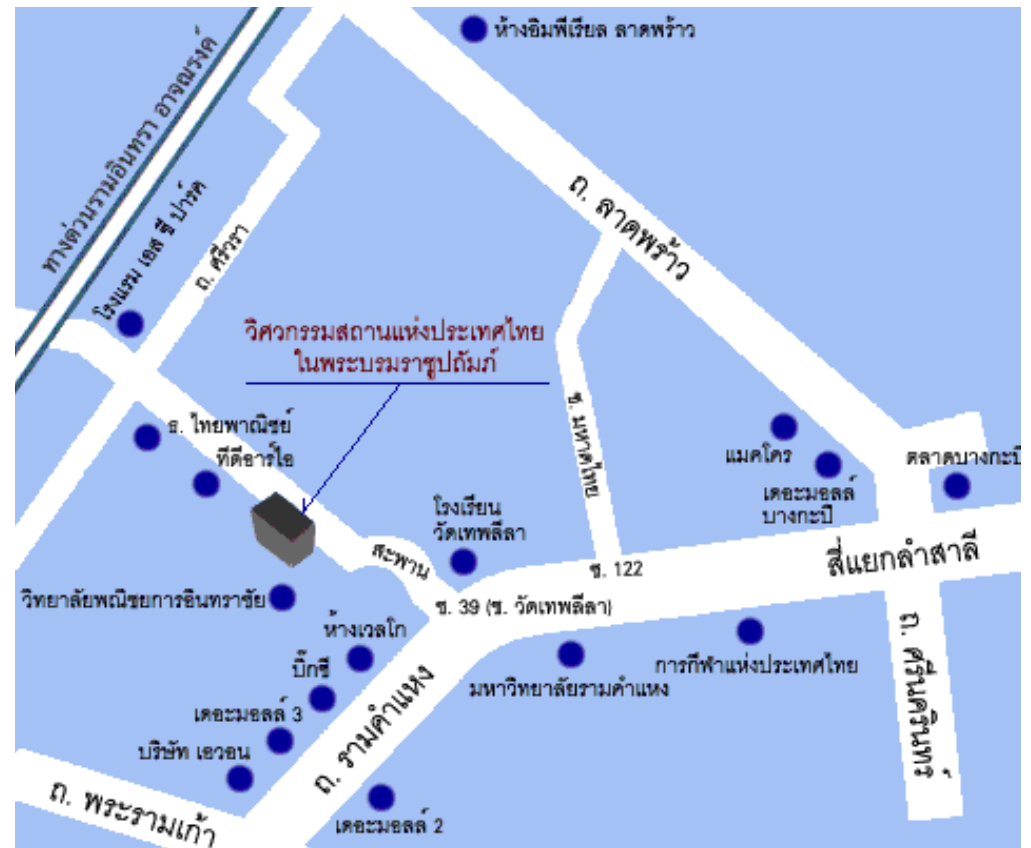 ห้างอิมพีเรียล ลาดพร้าว
ทางด่วนรามอินทรา อาจณรงค์
ถ. ลาดพร้าว
ถ. ศรีวรา
โรงแรม เอส ซี ปาร์ค
วิศวกรรมสถานแห่งประเทศไทย
ในพระบรมราชูปถัมภ์
ธ. ไทยพาณิชย์
ทีดีอาร์ไอ
ซ. มหาดไทย
แมคโคร
เดอะมอลล์
บางกะปิ
ตลาดบางกะปิ
โรงเรียน
วัดเทพลีลา
สะพาน
ซ. 122
สี่แยกลำสาลี
วิทยาลัยพณิชยการอินทราชัย
ซ. 39 (ซ. วัดเทพลีลา)
ห้างเวลโก
บิ๊กซี
เดอะมอลล์ 3
บริษัท เอวอน
มหาวิทยาลัยรามคำแหง
การกีฬาแห่งประเทศไทย
ถ. ศรีนครินทร์
ถ. รามคำแหง
ถ. พระรามเก้า
เดอะมอลล์ 2